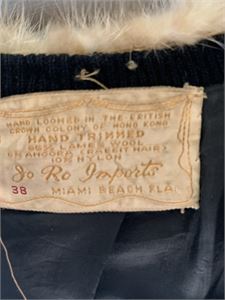 HAND LOOMED IN THE BRITISH
CROWN COLONY OF HONG KONG
HAND TRIMMED
LAMBS WOOL
ANGORA (RABBIT HAIR)
10% NYLON
Jo Ro Imports
38 MIAMI BEACH FLA.